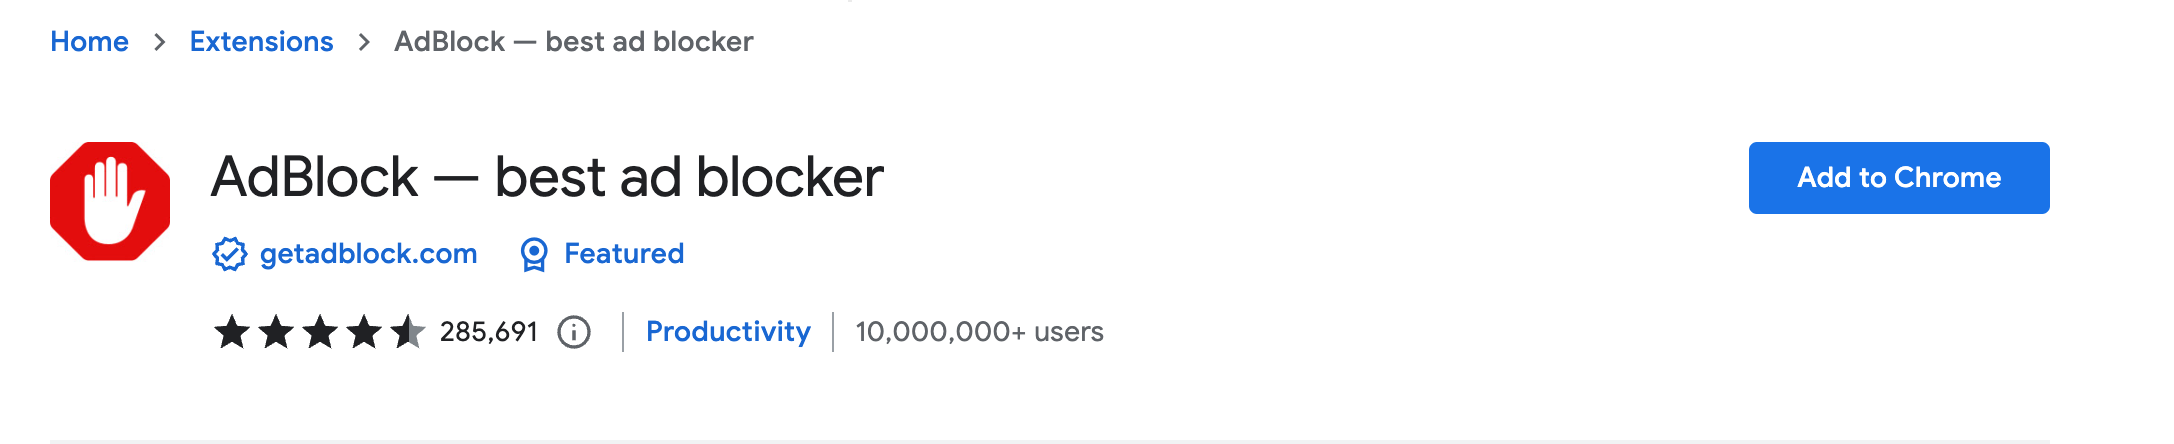 Home > Extensions > AdBlock — best ad blocker
AdBlock — best ad blocker
Add to Chrome
getadblock.com Featured
285,691 Productivity 10,000,000+ users